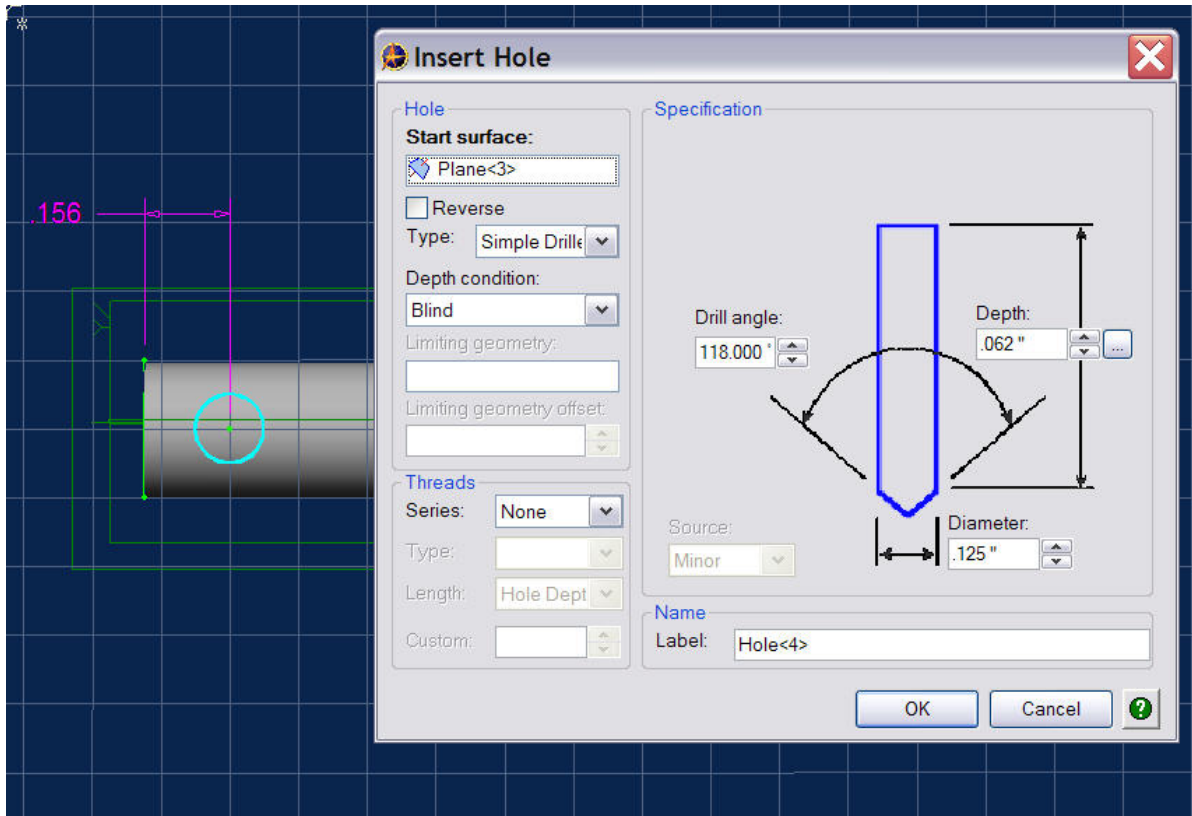 Insert Hole
.156
Hole
Start surface:
Plane<3>
Reverse
Type: Simple Drille
Depth condition:
Blind
Limiting geometry:
Limiting geometry offset:
Threads
Series: None
Type:
Length: Hole Dept
Custom:
Specification
Drill angle:
118.000 °
Depth:
.062 "
...
Source:
Minor
Diameter:
.125 "
Name
Label: Hole<4>
OK Cancel ?